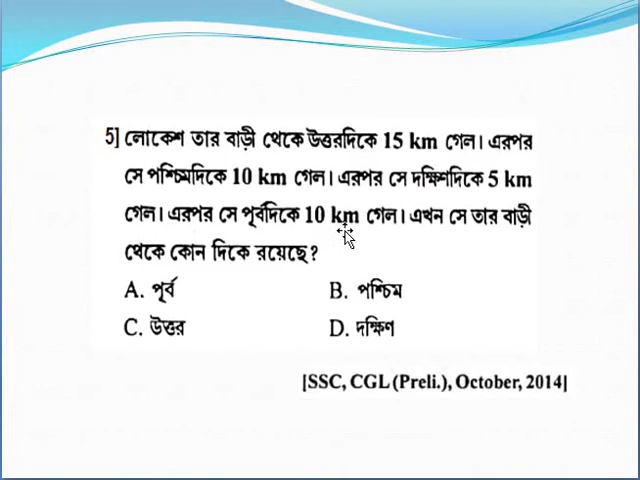 5] লোকেশ তার বাড়ী থেকে উত্তরদিকে 15 km গেল। এরপর
সে পশ্চিমদিকে 10 km গেল। এরপর সে দক্ষিণদিকে 5 km
গেল। এরপর সে পূর্বদিকে 10 km গেল। এখন সে তার বাড়ী
থেকে কোন দিকে রয়েছে?
A. পূর্ব B. পশ্চিম
C. উত্তর D. দক্ষিণ
[SSC, CGL (Preli.), October, 2014]